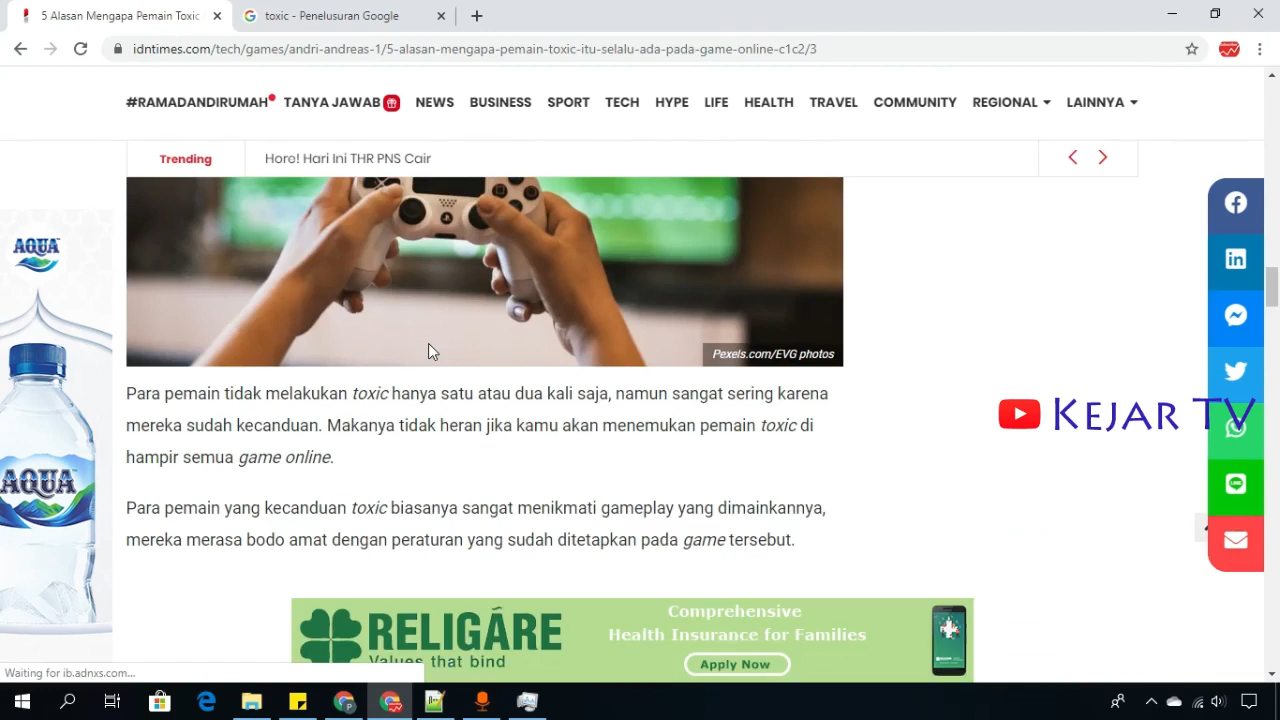 5 Alasan Mengapa Pemain Toxic
toxic - Penelusuran Google
idntimes.com/tech/games/andri-andreas-1/5-alasan-mengapa-pemain-toxic-itu-selalu-ada-pada-game-online-c1c2/3
#RAMADANDIRUMAH TANYA JAWAB NEWS BUSINESS SPORT TECH HYPE LIFE HEALTH TRAVEL COMMUNITY REGIONAL LAINNYA
Trending Hore! Hari Ini THR PNS Cair
AQUA
Pexels.com/EVG photos
Para pemain tidak melakukan toxic hanya satu atau dua kali saja, namun sangat sering karena
mereka sudah kecanduan. Makanya tidak heran jika kamu akan menemukan pemain toxic di
hampir semua game online.
KEJAR TV
AQUA
LINE
Para pemain yang kecanduan toxic biasanya sangat menikmati gameplay yang dimainkannya,
mereka merasa bodo amat dengan peraturan yang sudah ditetapkan pada game tersebut.
RELIGÁRE
Values that bind
Comprehensive
Health Insurance for Families
Apply Now
Waiting for ib.adnxs.com...